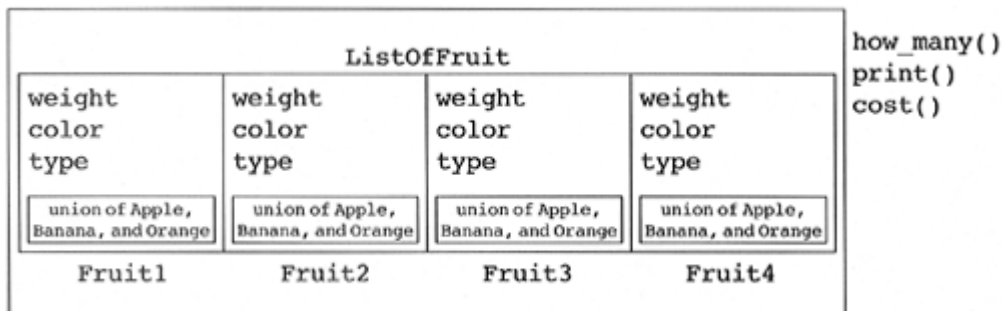 ListOfFruit
weight weight weight weight
color color color color
type type type type
union of Apple, union of Apple, union of Apple, union of Apple,
Banana, and Orange Banana, and Orange Banana, and Orange Banana, and Orange
Fruit1 Fruit2 Fruit3 Fruit4
how_many()
print()
cost()